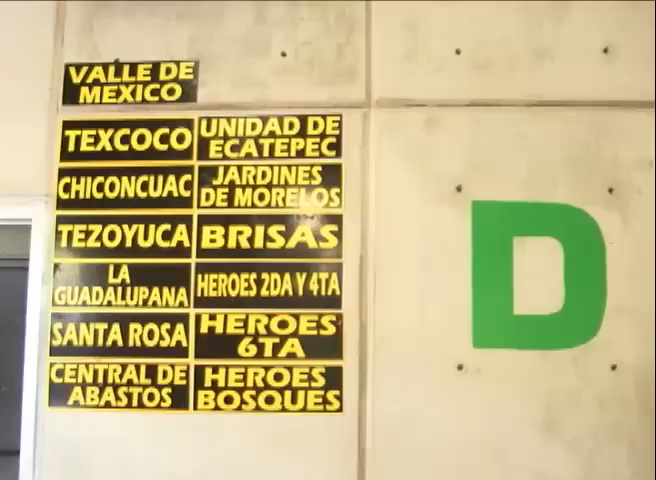 VALLE DE
MEXICO
TEXCOCO
UNIDAD DE
ECATEPEC
CHICONCUAC
JARDINES
DE MORELOS
TEZOYUCA
BRISAS
LA
GUADALUPANA
HEROES 2DA Y 4TA
SANTA ROSA
HEROES
6TA
CENTRAL DE
ABASTOS
HEROES
BOSQUES
D